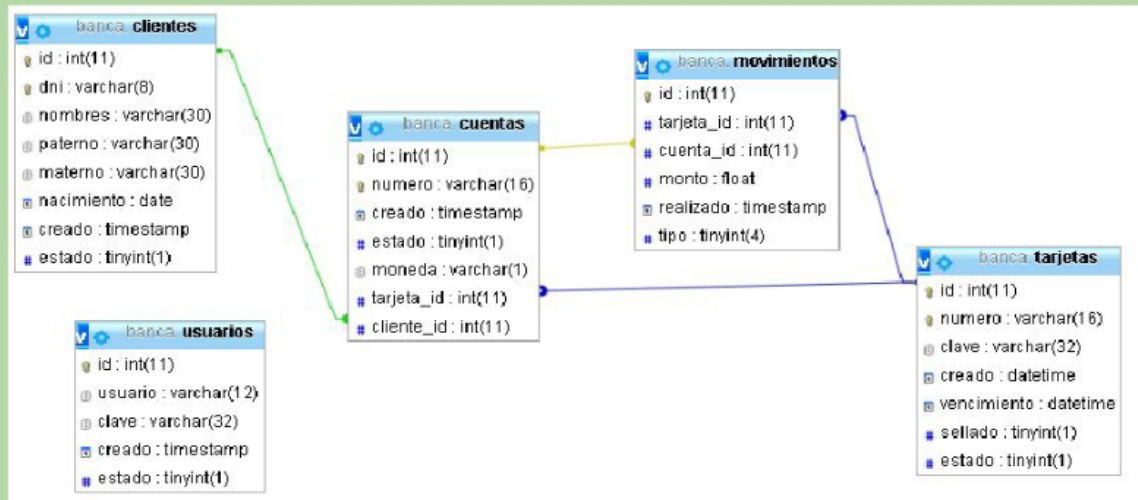 banca clientes
id : int(11)
dni : varchar(8)
nombres : varchar(30)
paterno : varchar(30)
materno : varchar(30)
nacimiento : date
creado : timestamp
estado : tinyint(1)
banca usuarios
id : int(11)
usuario : varchar(12)
clave : varchar(32)
creado : timestamp
estado : tinyint(1)
banca cuentas
id : int(11)
numero : varchar(16)
creado : timestamp
estado : tinyint(1)
moneda : varchar(1)
tarjeta_id : int(11)
cliente_id : int(11)
banca movimientos
id : int(11)
tarjeta_id : int(11)
cuenta_id : int(11)
monto : float
realizado : timestamp
tipo : tinyint(4)
banca tarjetas
id : int(11)
numero : varchar(16)
clave : varchar(32)
creado : datetime
vencimiento : datetime
sellado : tinyint(1)
estado : tinyint(1)